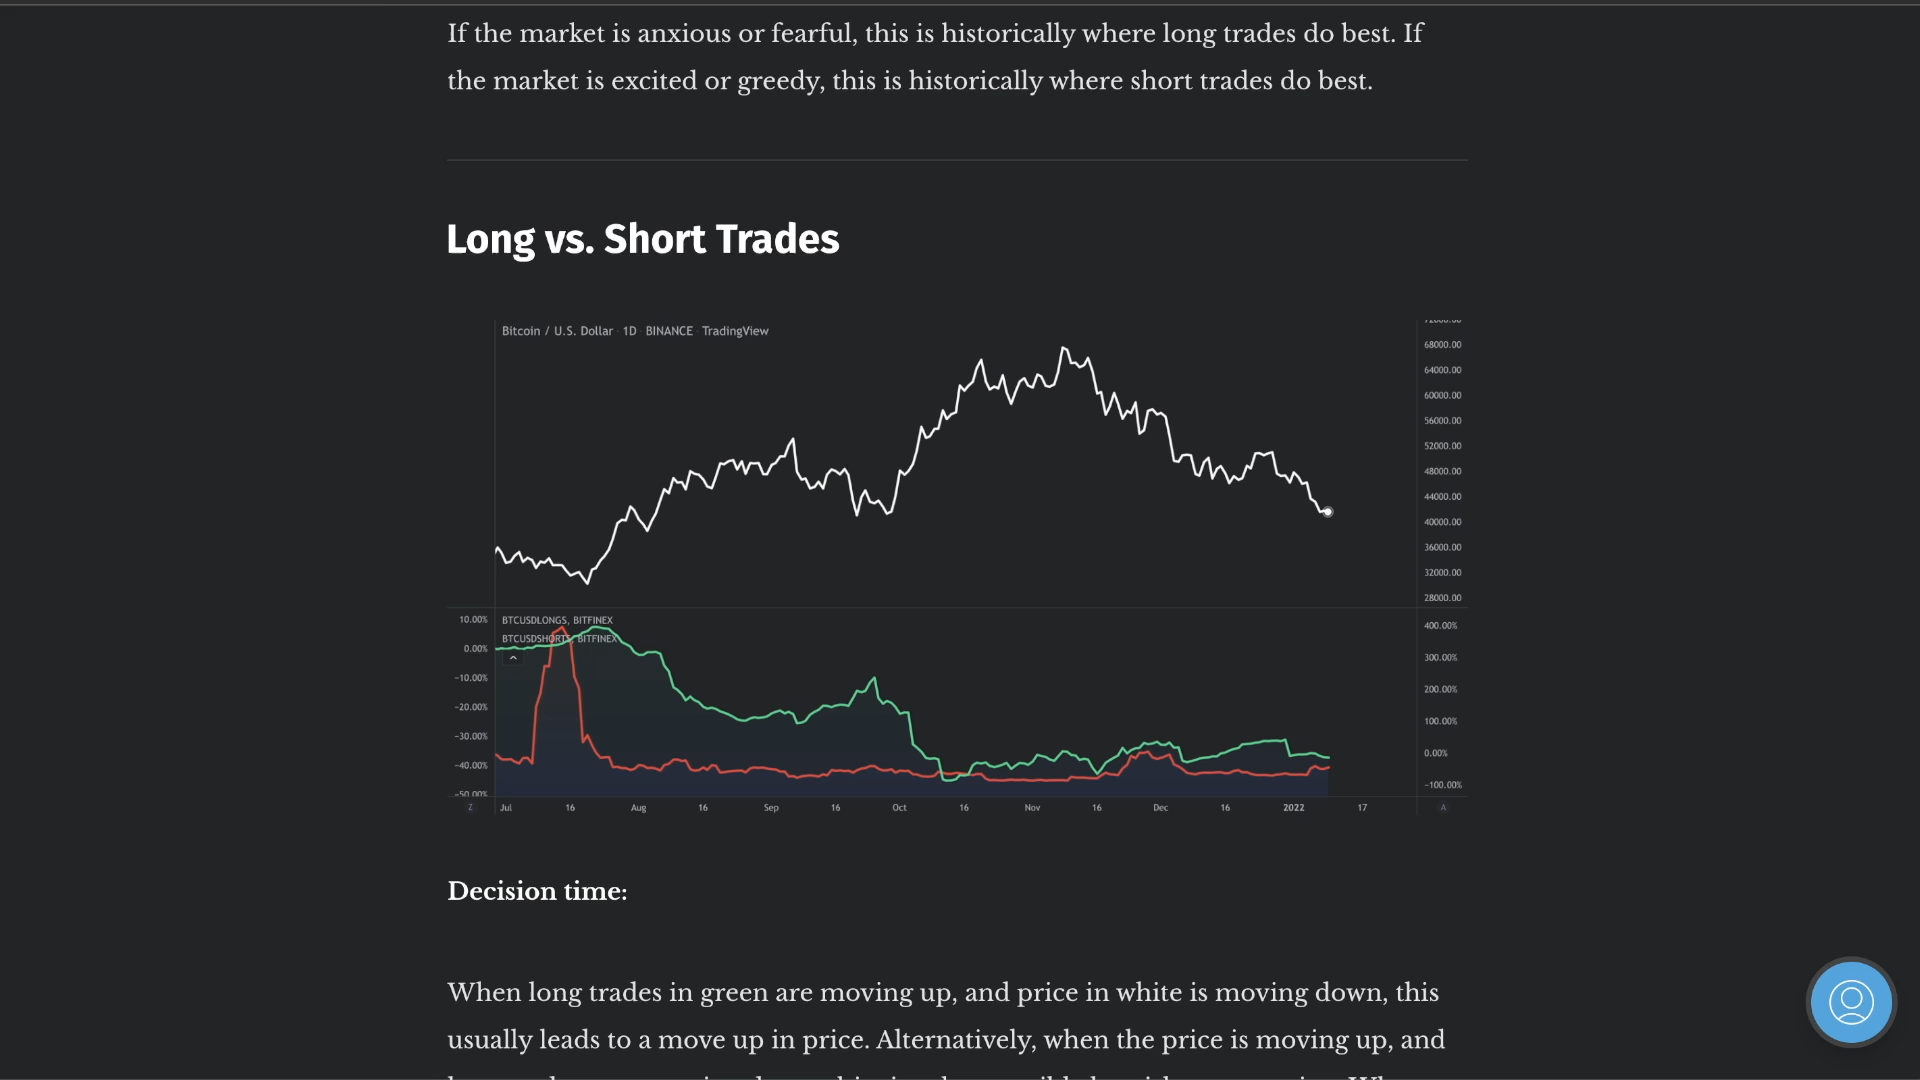 If the market is anxious or fearful, this is historically where long trades do best. If
the market is excited or greedy, this is historically where short trades do best.
Long vs. Short Trades
Bitcoin / U.S. Dollar · 1D · BINANCE · TradingView
68000.00
64000.00
60000.00
56000.00
52000.00
48000.00
44000.00
40000.00
36000.00
32000.00
28000.00
BTCUSDLONGS, BITFINEX
BTCUSDSHORTS, BITFINEX
10.00%
0.00%
−10.00%
−20.00%
−30.00%
−40.00%
−50.00%
400.00%
300.00%
200.00%
100.00%
0.00%
−100.00%
Z Jul 16 Aug 16 Sep 16 Oct 16 Nov 16 Dec 16 2022 17 A
Decision time:
When long trades in green are moving up, and price in white is moving down, this
usually leads to a move up in price. Alternatively, when the price is moving up, and